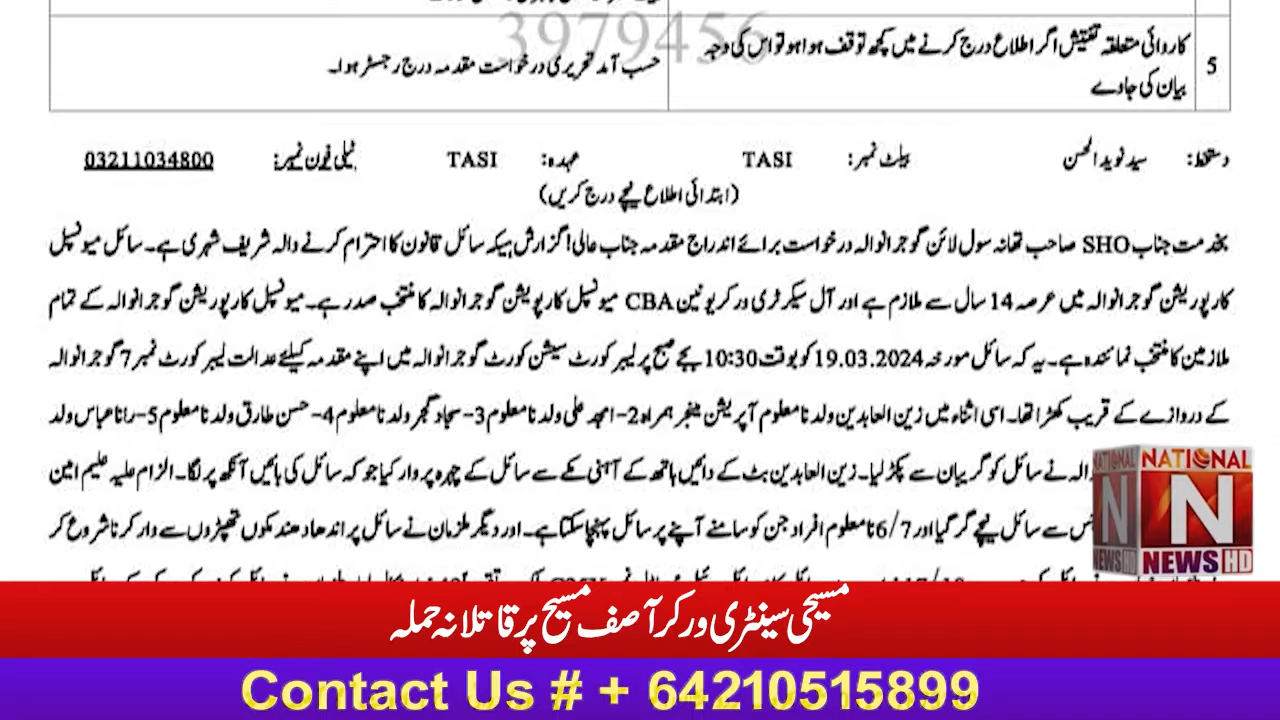 3979456
5
کاروائی متعلقہ تفتیش اگر اطلاع درج کرنے میں کچھ توقف ہوا ہو تو اس کی وجہ
بیان کی جاوے
حسب آمد تحریری درخواست مقدمہ درج رجسٹر ہوا۔
دستخط: سید نوید الحسن بیلٹ نمبر: TASI عہدہ: TASI ٹیلی فون نمبر: 03211034800
(ابتدائی اطلاع نیچے درج کریں)
بخدمت جناب SHO صاحب تھانہ سول لائن گوجرانوالہ درخواست برائے اندراج مقدمہ جناب عالی! گزارش ہیکہ سائل قانون کا احترام کرنے والہ شریف شہری ہے۔ سائل میونسپل
کارپوریشن گوجرانوالہ میں عرصہ 14 سال سے ملازم ہے اور آل سیکرٹری ورکر یونین CBA میونسپل کارپویشن گوجرانوالہ کا منتخب صدر ہے۔ میونسپل کارپوریشن گوجرانوالہ کے تمام
ملازمین کا منتخب نمائندہ ہے۔ یہ کہ سائل مورخہ 19.03.2024 کو بوقت 10:30 بجے صبح پر لیبر کورٹ سیشن کورٹ گوجرانوالہ میں اپنے مقدمہ کیلئے عدالت لیبر کورٹ نمبر 7 گوجرانوالہ
کے دروازے کے قریب کھڑا تھا۔ اسی اثناء میں زین العابدین ولد نامعلوم آپریشن منیجر ہمراہ 2- امجد علی ولد نامعلوم 3- سجاد گجر ولد نامعلوم 4- حسن طارق ولد نامعلوم 5- رانا عباس ولد
الہ نے سائل کو گریبان سے پکڑ لیا۔ زین العابدین بٹ کے دائیں ہاتھ کے آہنی مکے سے سائل کے چہرہ پر وار کیا جو کہ سائل کی بائیں آنکھ پر لگا۔ الزام علیہ علیم امین
جس سے سائل نیچے گر گیا اور 6/7 نامعلوم افراد جن کو سامنے آنے پر سائل پہنچا سکتا ہے۔ اور دیگر ملزمان نے سائل پر اندھا دھند مکوں تھپڑوں سے وار کرنا شروع کر
NATIONAL
N
NEWS HD
مسیحی سینٹری ورکر آصف مسیح پر قاتلانہ حملہ
Contact Us # + 64210515899